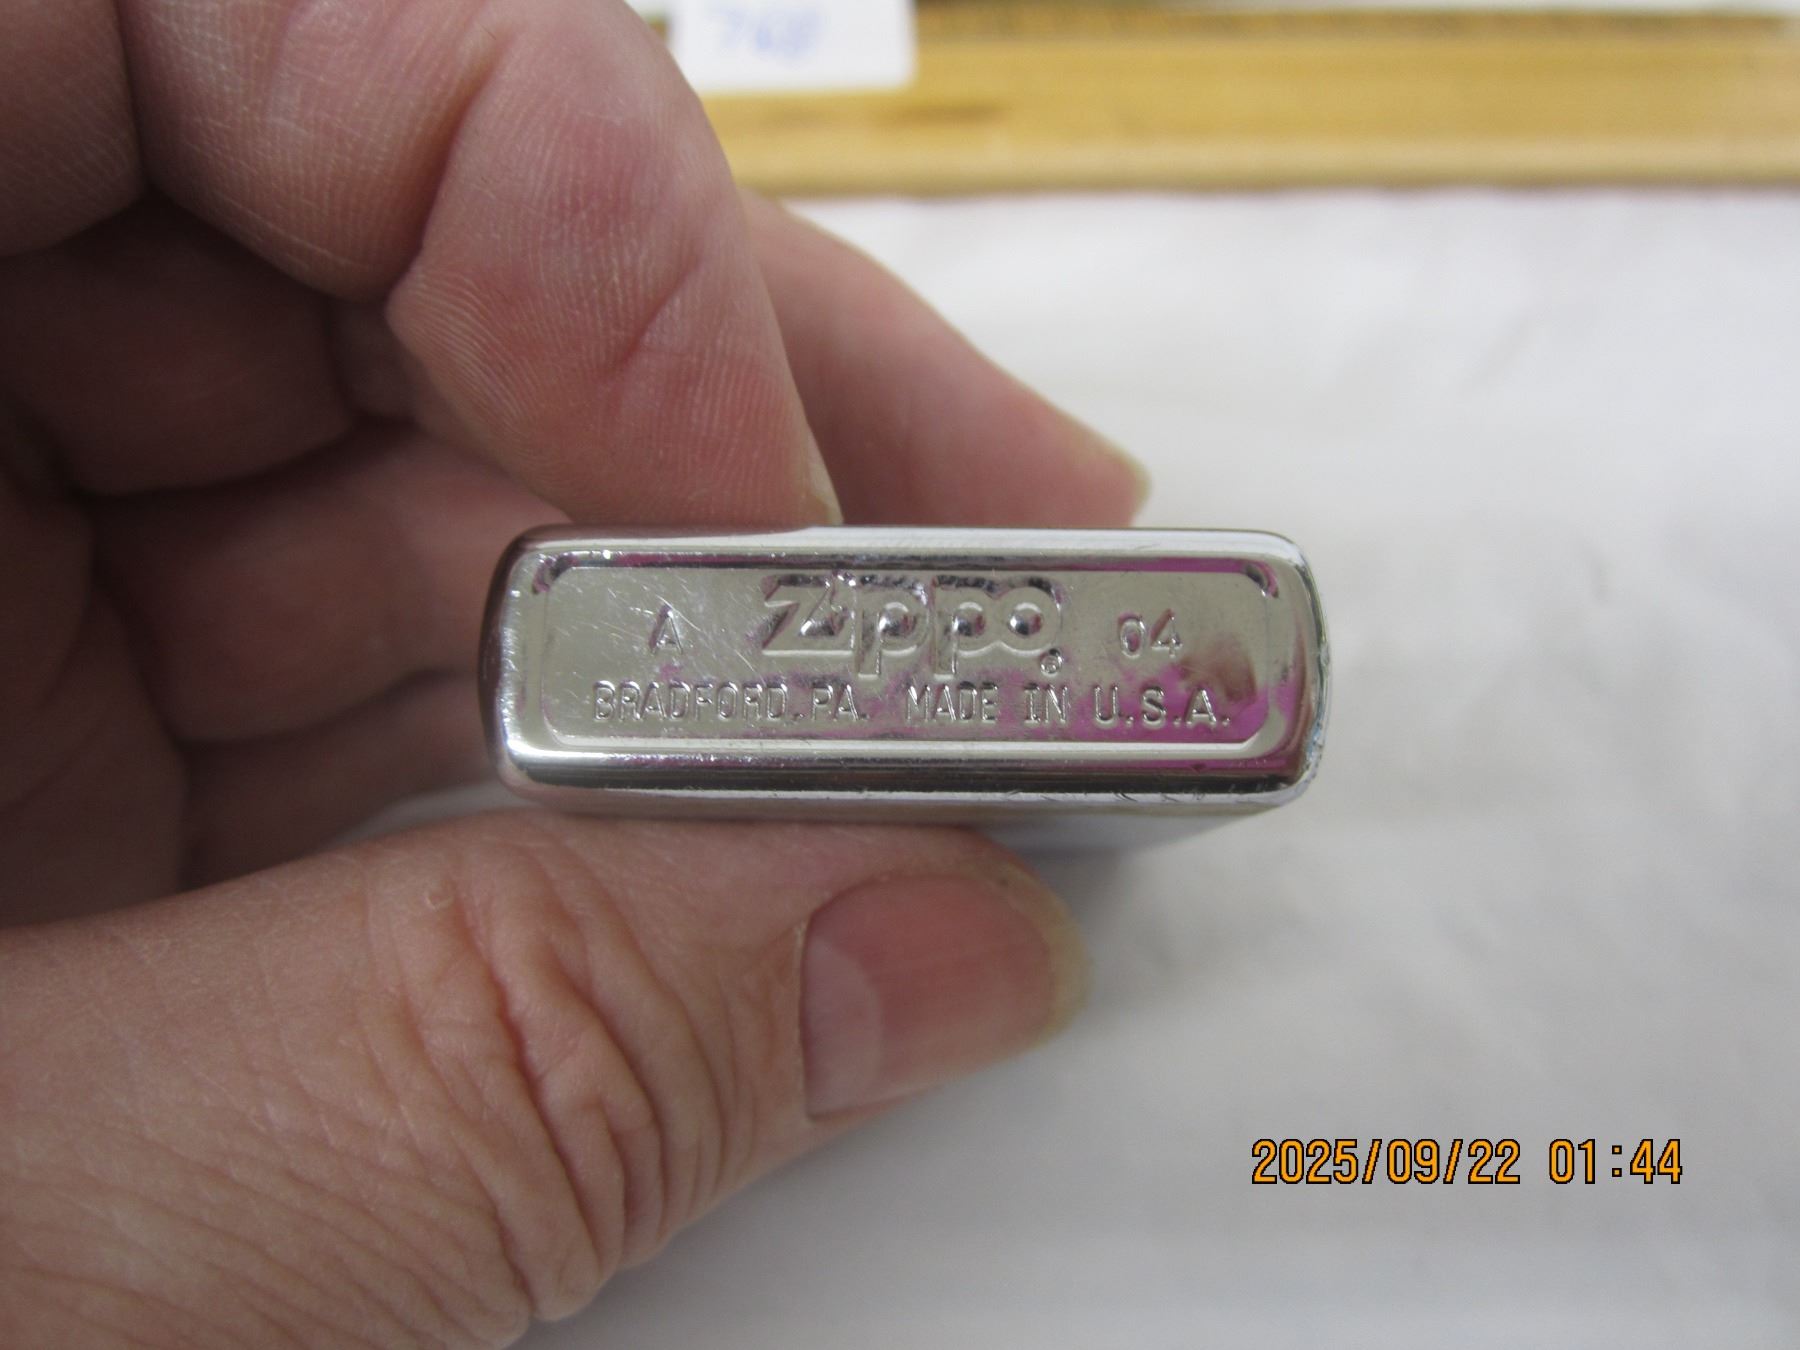 A Zippo® 04
BRADFORD, PA. MADE IN U.S.A.
2025/09/22 01:44